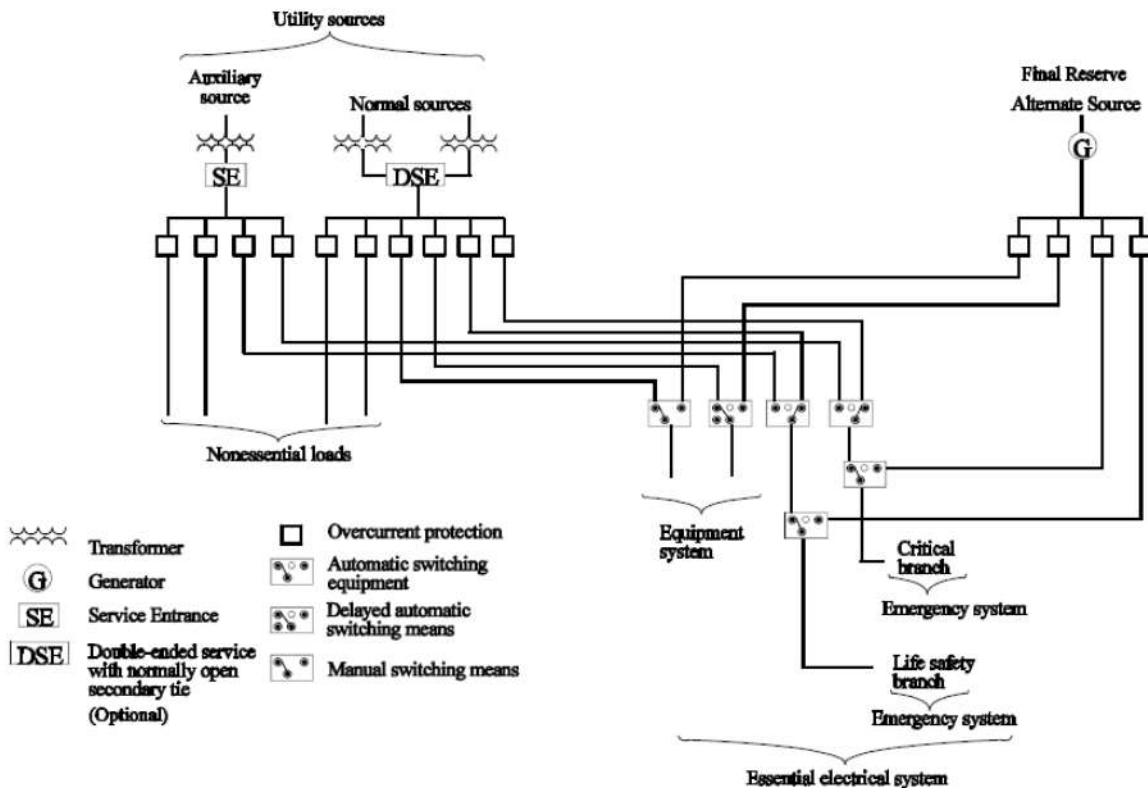 Utility sources
Auxiliary
source
Normal sources
Final Reserve
Alternate Source
G
SE
DSE
Nonessential loads
Equipment
system
Critical
branch
Emergency system
Life safety
branch
Emergency system
Essential electrical system
Transformer
G
Generator
SE
Service Entrance
DSE
Double-ended service
with normally open
secondary tie
(Optional)
Overcurrent protection
Automatic switching
equipment
Delayed automatic
switching means
Manual switching means